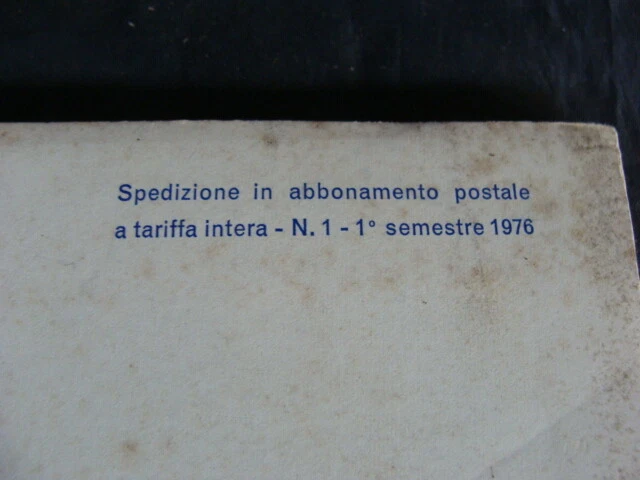 Spedizione in abbonamento postale
a tariffa intera - N. 1 - 1° semestre 1976